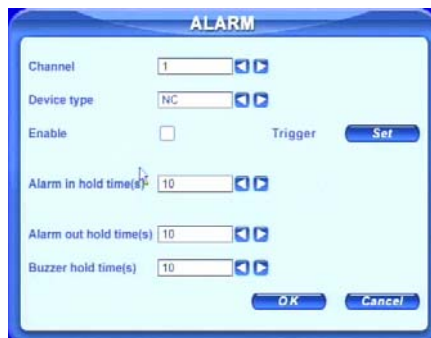 ALARM
Channel 1
Device type NC
Enable Trigger Set
Alarm in hold time(s) 10
Alarm out hold time(s) 10
Buzzer hold time(s) 10
OK Cancel